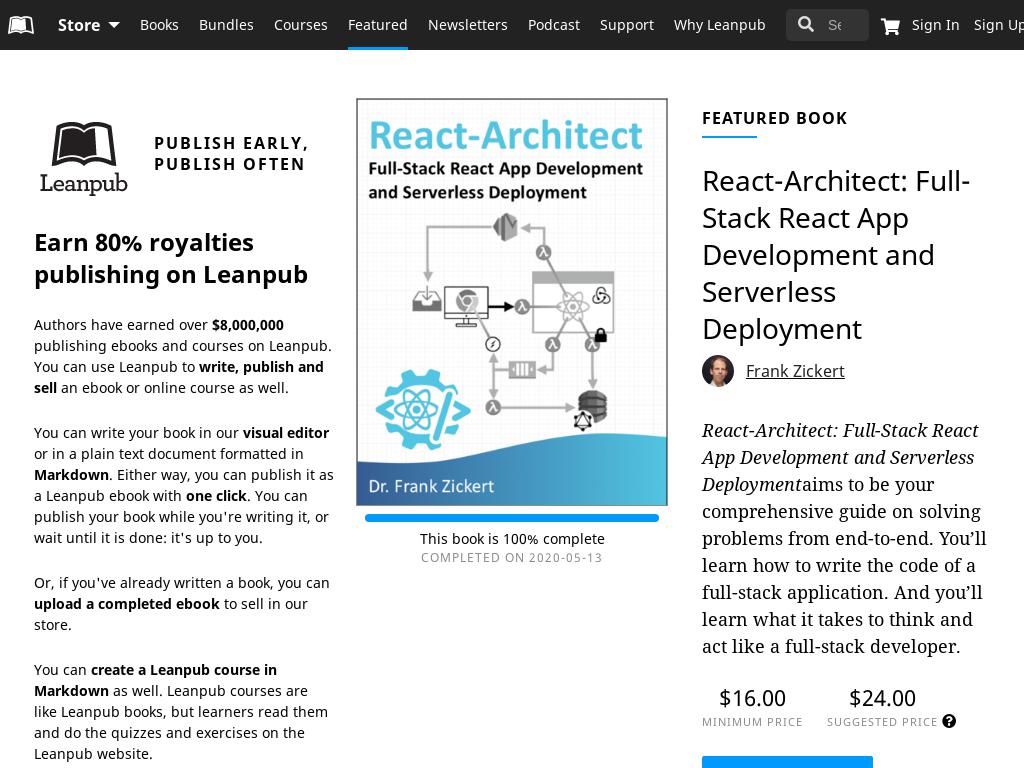 Store
Books
Bundles
Courses
Featured
Newsletters
Podcast
Support
Why Leanpub
Sign In
Sign Up
Leanpub
PUBLISH EARLY,
PUBLISH OFTEN
Earn 80% royalties
publishing on Leanpub
Authors have earned over $8,000,000
publishing ebooks and courses on Leanpub.
You can use Leanpub to write, publish and
sell an ebook or online course as well.
You can write your book in our visual editor
or in a plain text document formatted in
Markdown. Either way, you can publish it as
a Leanpub ebook with one click. You can
publish your book while you're writing it, or
wait until it is done: it's up to you.
Or, if you've already written a book, you can
upload a completed ebook to sell in our
store.
You can create a Leanpub course in
Markdown as well. Leanpub courses are
like Leanpub books, but learners read them
and do the quizzes and exercises on the
Leanpub website.
React-Architect
Full-Stack React App Development
and Serverless Deployment
Dr. Frank Zickert
This book is 100% complete
COMPLETED ON 2020-05-13
FEATURED BOOK
React-Architect: Full-
Stack React App
Development and
Serverless
Deployment
Frank Zickert
React-Architect: Full-Stack React
App Development and Serverless
Deploymentaims to be your
comprehensive guide on solving
problems from end-to-end. You’ll
learn how to write the code of a
full-stack application. And you’ll
learn what it takes to think and
act like a full-stack developer.
$16.00
MINIMUM PRICE
$24.00
SUGGESTED PRICE